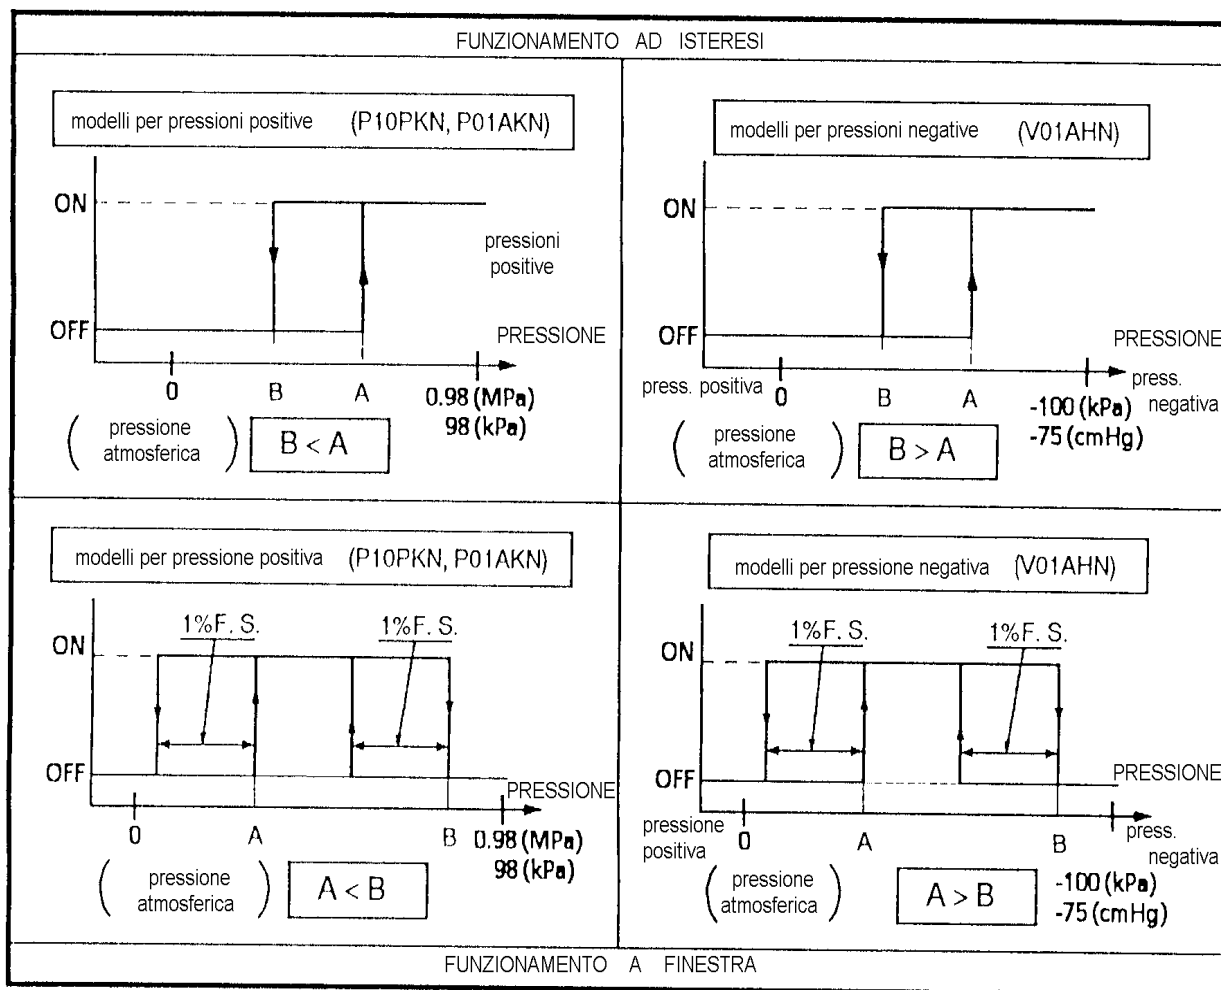 FUNZIONAMENTO AD ISTERESI
modelli per pressioni positive (P10PKN, P01AKN)
ON
pressioni
positive
OFF
PRESSIONE
0 B A 0.98 (MPa)
98 (kPa)
( pressione
atmosferica )
B < A
modelli per pressioni negative (V01AHN)
ON
OFF
PRESSIONE
press. positiva 0 B A -100 (kPa)
-75 (cmHg)
press.
negativa
( pressione
atmosferica )
B > A
modelli per pressione positiva (P10PKN, P01AKN)
1%F. S. 1%F. S.
ON
OFF
PRESSIONE
0 A B 0.98 (MPa)
98 (kPa)
( pressione
atmosferica )
A < B
modelli per pressione negativa (V01AHN)
1%F. S. 1%F. S.
ON
OFF
PRESSIONE
pressione
positiva
0 A B
press.
negativa
( pressione
atmosferica )
A > B
-100 (kPa)
-75 (cmHg)
FUNZIONAMENTO A FINESTRA